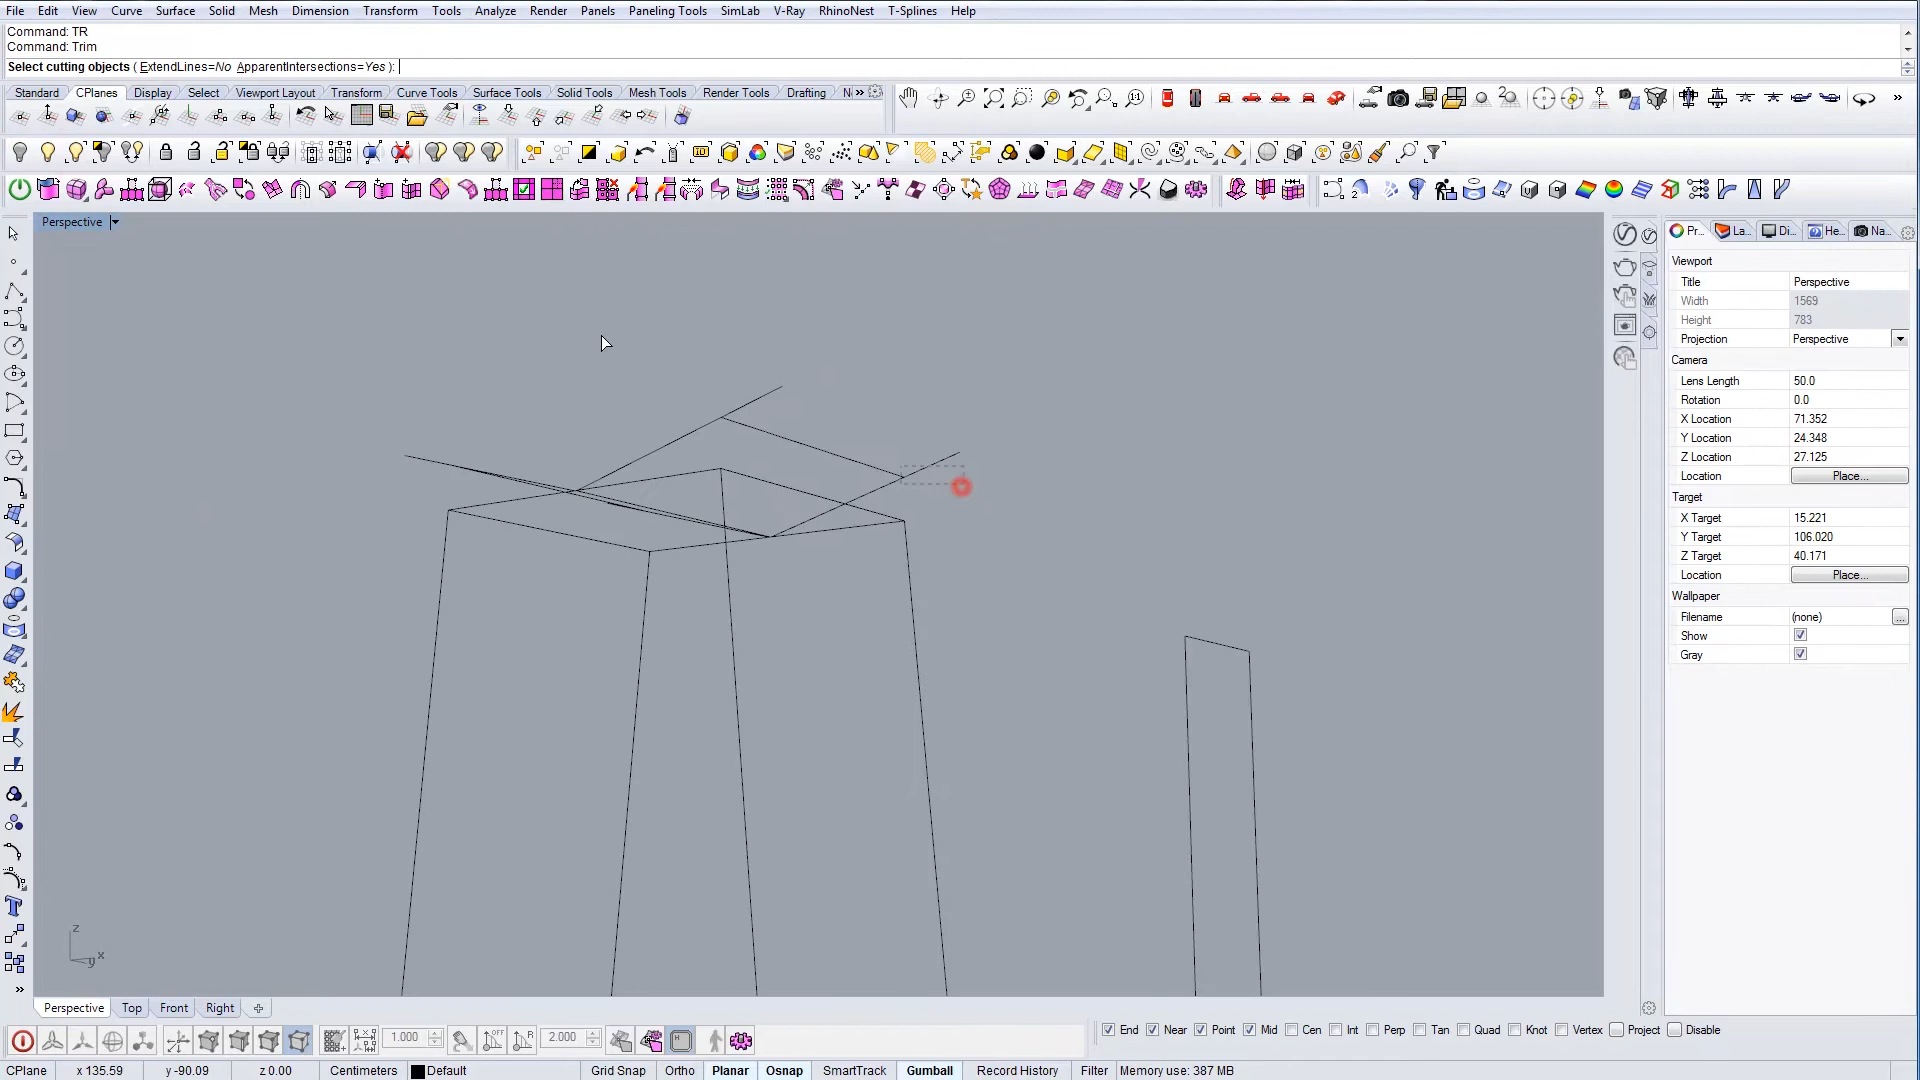 File Edit View Curve Surface Solid Mesh Dimension Transform Tools Analyze Render Panels Paneling Tools SimLab V-Ray RhinoNest T-Splines Help
Command: TR
Command: Trim
Select cutting objects ( ExtendLines=No ApparentIntersections=Yes ):
Standard CPlanes Display Select Viewport Layout Transform Curve Tools Surface Tools Solid Tools Mesh Tools Render Tools Drafting
Perspective
Pr... La... Di... He... Na...
Viewport
Title Perspective
Width 1569
Height 783
Projection Perspective
Camera
Lens Length 50.0
Rotation 0.0
X Location 71.352
Y Location 24.348
Z Location 27.125
Location Place...
Target
X Target 15.221
Y Target 106.020
Z Target 40.171
Location Place...
Wallpaper
Filename (none) ...
Show
Gray
z
y x
Perspective Top Front Right
1.000 2.000
End Near Point Mid Cen Int Perp Tan Quad Knot Vertex Project Disable
CPlane x 135.59 y -90.09 z 0.00 Centimeters Default Grid Snap Ortho Planar Osnap SmartTrack Gumball Record History Filter Memory use: 387 MB